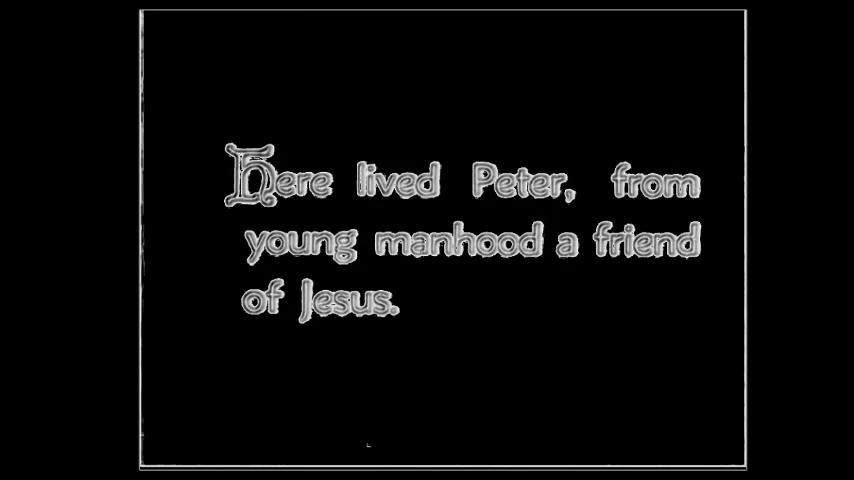 Here lived Peter, from
young manhood a friend
of Jesus.